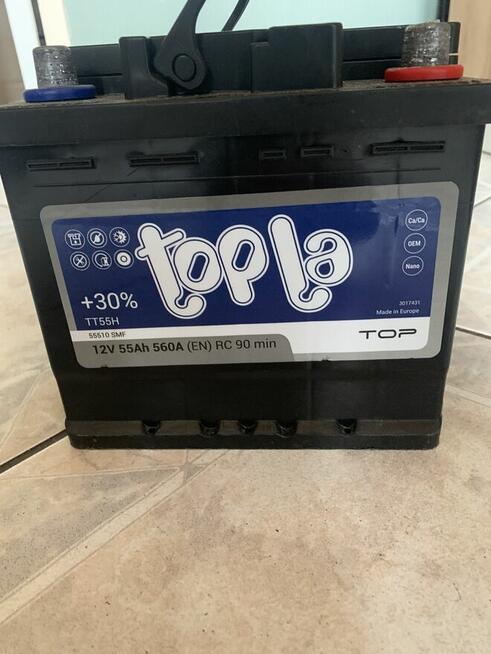 topla
Ca/Ca
OEM
Nano
+30%
TT55H
3017431
Made in Europe
55510 SMF
TOP
12V 55Ah 560A (EN) RC 90 min